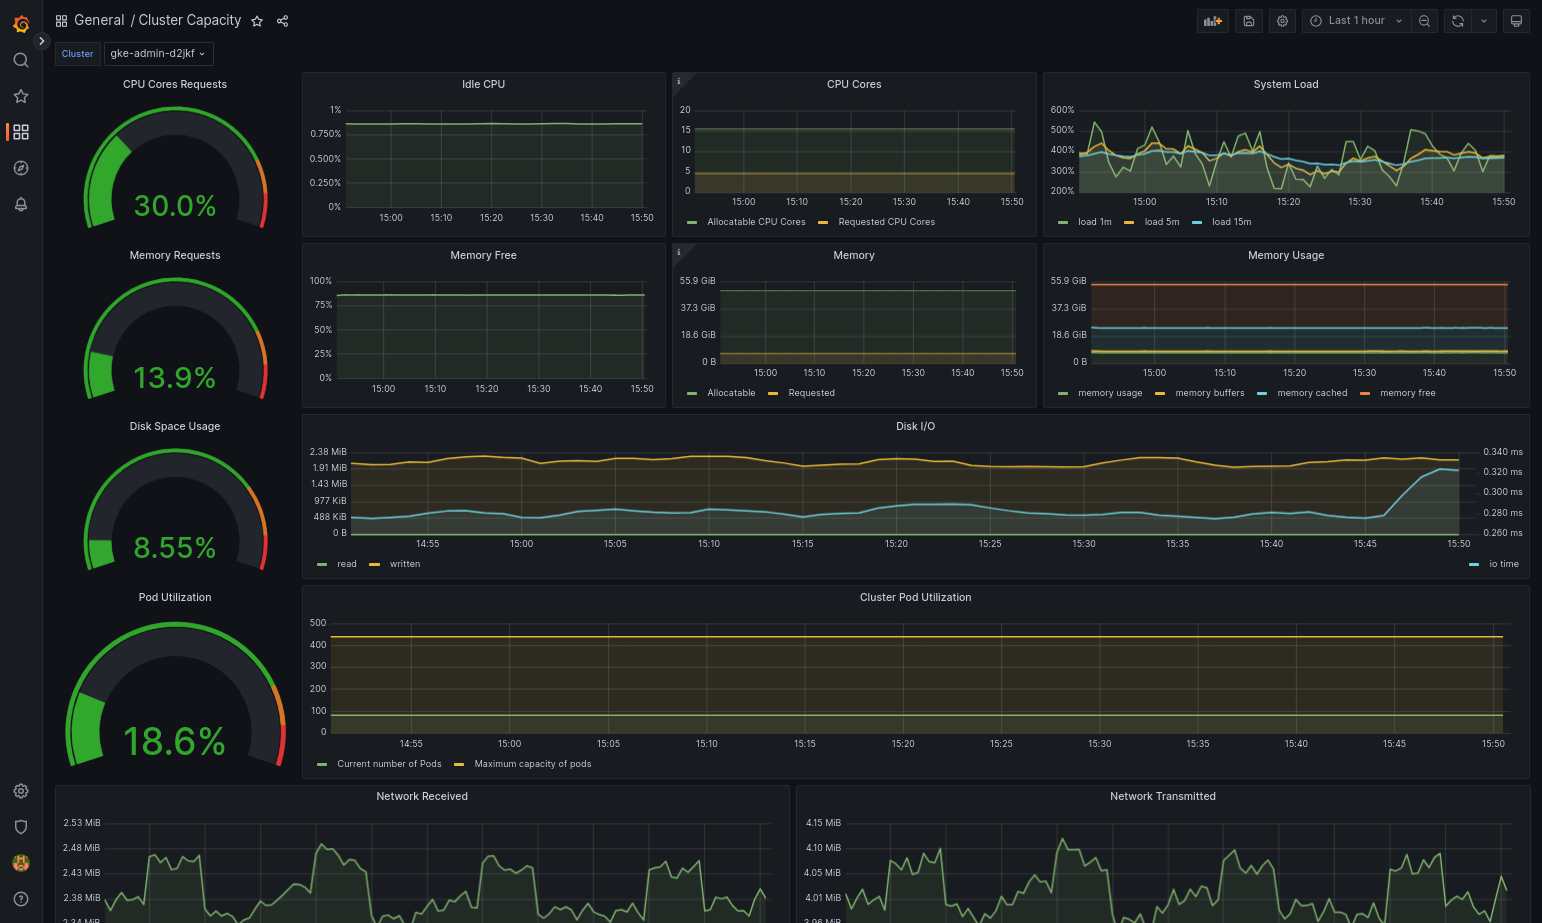 General / Cluster Capacity
Last 1 hour
Cluster
gke-admin-d2jkf
CPU Cores Requests
30.0%
Idle CPU
1%
0.750%
0.500%
0.250%
0%
15:00 15:10 15:20 15:30 15:40 15:50
CPU Cores
20
15
10
5
0
15:00 15:10 15:20 15:30 15:40 15:50
Allocatable CPU Cores Requested CPU Cores
System Load
600%
500%
400%
300%
200%
15:00 15:10 15:20 15:30 15:40 15:50
load 1m load 5m load 15m
Memory Requests
13.9%
Memory Free
100%
75%
50%
25%
0%
15:00 15:10 15:20 15:30 15:40 15:50
Memory
55.9 GiB
37.3 GiB
18.6 GiB
0 B
15:00 15:10 15:20 15:30 15:40 15:50
Allocatable Requested
Memory Usage
55.9 GiB
37.3 GiB
18.6 GiB
0 B
15:00 15:10 15:20 15:30 15:40 15:50
memory usage memory buffers memory cached memory free
Disk Space Usage
8.55%
Disk I/O
2.38 MiB
1.91 MiB
1.43 MiB
977 KiB
488 KiB
0 B
0.340 ms
0.320 ms
0.300 ms
0.280 ms
0.260 ms
14:55 15:00 15:05 15:10 15:15 15:20 15:25 15:30 15:35 15:40 15:45 15:50
read written io time
Pod Utilization
18.6%
Cluster Pod Utilization
500
400
300
200
100
0
14:55 15:00 15:05 15:10 15:15 15:20 15:25 15:30 15:35 15:40 15:45 15:50
Current number of Pods Maximum capacity of pods
Network Received
2.53 MiB
2.48 MiB
2.43 MiB
2.38 MiB
2.34 MiB
Network Transmitted
4.15 MiB
4.10 MiB
4.05 MiB
4.01 MiB
3.96 MiB